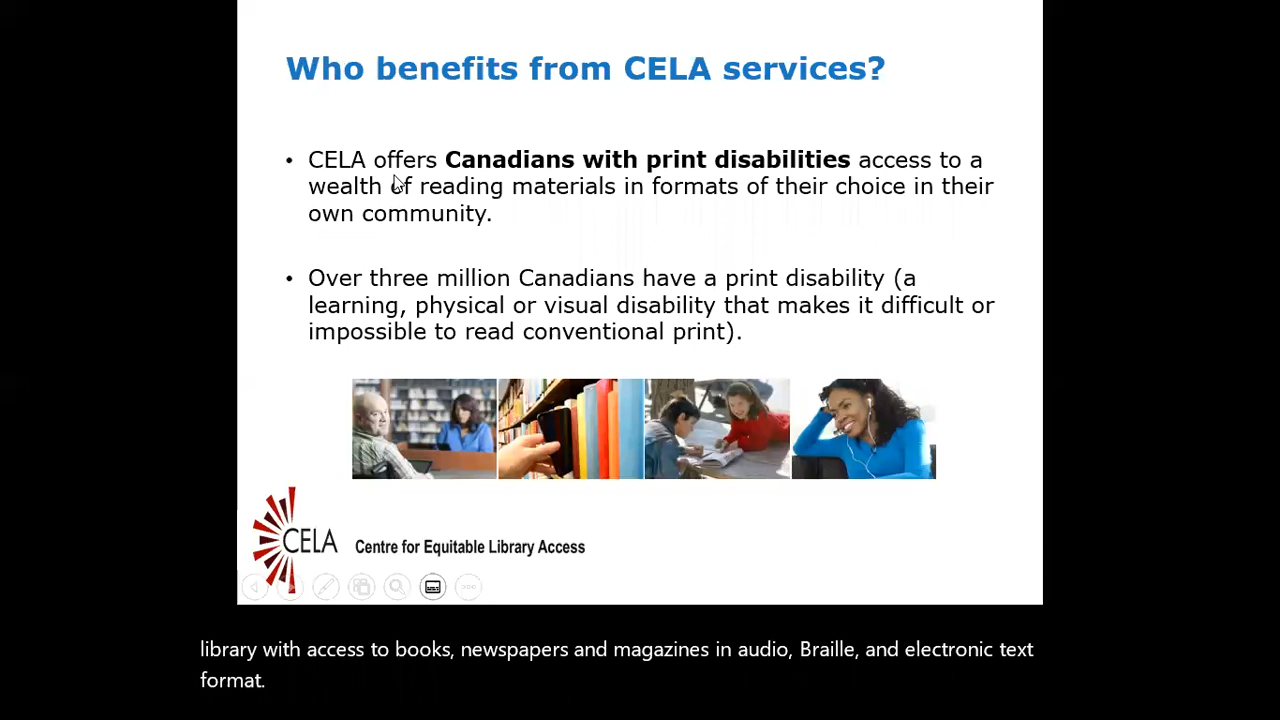 Who benefits from CELA services?
• CELA offers Canadians with print disabilities access to a
wealth of reading materials in formats of their choice in their
own community.
• Over three million Canadians have a print disability (a
learning, physical or visual disability that makes it difficult or
impossible to read conventional print).
CELA Centre for Equitable Library Access
library with access to books, newspapers and magazines in audio, Braille, and electronic text
format.